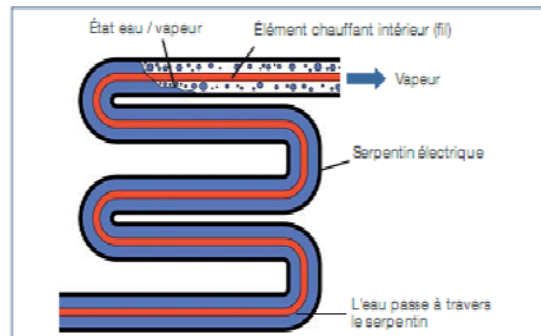 État eau / vapeur
Élément chauffant intérieur (fil)
Vapeur
Serpentin électrique
L'eau passe à travers
le serpentin